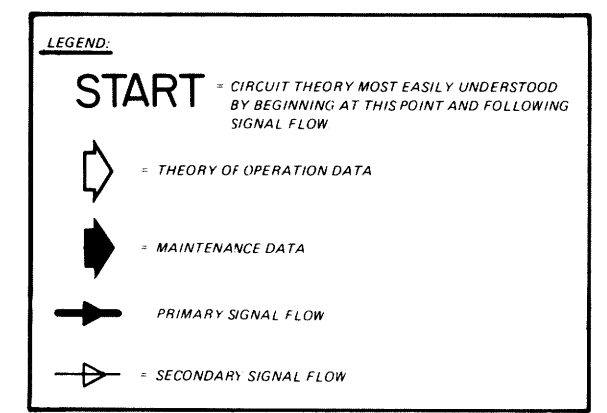 LEGEND:
START = CIRCUIT THEORY MOST EASILY UNDERSTOOD
BY BEGINNING AT THIS POINT AND FOLLOWING
SIGNAL FLOW
= THEORY OF OPERATION DATA
= MAINTENANCE DATA
PRIMARY SIGNAL FLOW
= SECONDARY SIGNAL FLOW